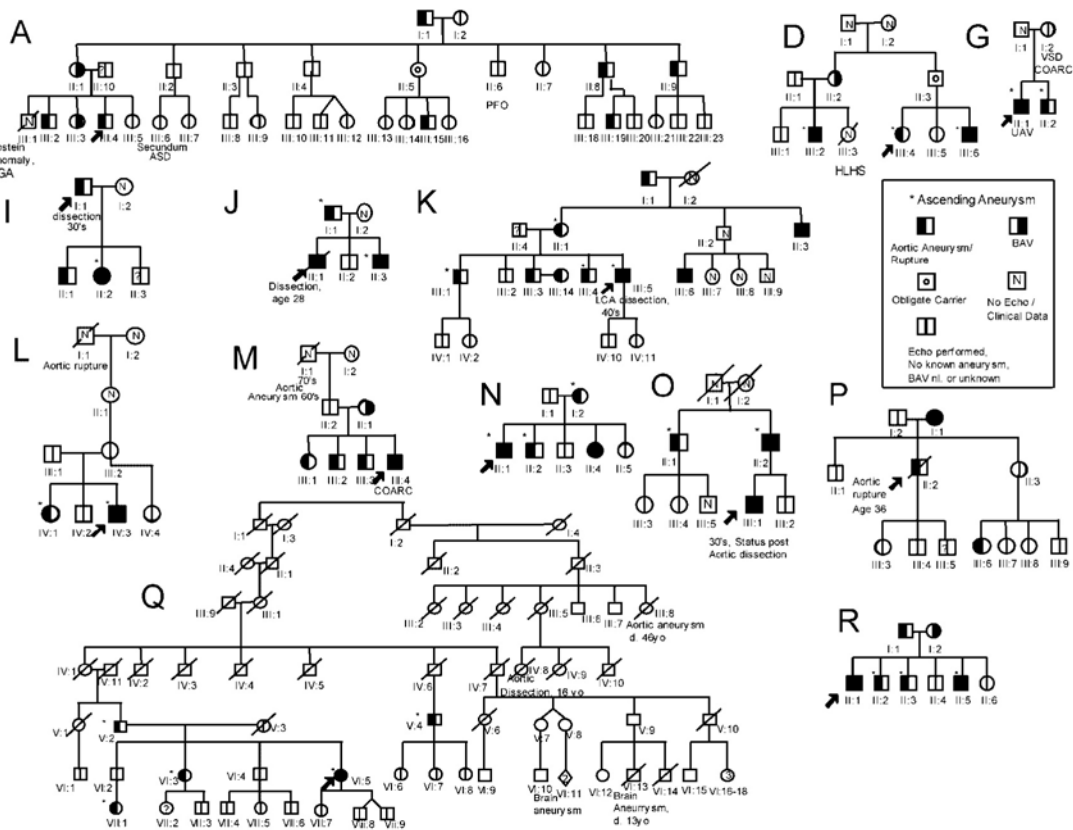 A
I:1
I:2
II:1
II:10
II:2
II:3
II:4
II:5
II:6
II:7
II:8
II:9
PFO
III:1
III:2
III:3
III:4
III:5
III:6
III:7
III:8
III:9
III:10
III:11
III:12
III:13
III:14
III:15
III:16
III:18
III:19
III:20
III:21
III:22
III:23
Secundum
ASD
D
N
N
I:1
I:2
II:1
II:2
II:3
III:1
III:2
III:3
III:4
III:5
III:6
HLHS
G
N
I:1
I:2
VSD
COARC
II:1
II:2
UAV
I
N
I:1
I:2
dissection
30's
II:1
II:2
?
II:3
J
N
I:1
I:2
II:1
II:2
II:3
Dissection,
age 28
K
N
I:1
I:2
?
II:4
II:1
N
II:2
II:3
III:1
III:2
III:3
III:14
III:4
III:5
LCA dissection,
40's
N
N
N
III:6
III:7
III:8
III:9
IV:1
IV:2
IV:10
IV:11
* Ascending Aneurysm
Aortic Aneurysm/
Rupture
BAV
Obligate Carrier
N
No Echo /
Clinical Data
Echo performed,
No known aneurysm,
BAV nl. or unknown
L
N
N
I:1
I:2
Aortic rupture
N
II:1
III:1
III:2
IV:1
IV:2
IV:3
IV:4
M
N
N
I:1
I:2
70's
Aortic
Aneurysm 60's
II:2
II:1
III:1
III:2
III:3
III:4
COARC
N
I:1
I:2
II:1
II:2
II:3
II:4
II:5
O
N
N
I:1
I:2
II:1
II:2
N
III:3
III:4
III:5
III:1
III:2
30's, Status post
Aortic dissection
P
I:2
I:1
II:1
II:2
II:3
Aortic
rupture
Age 36
?
III:3
III:4
III:5
III:6
III:7
III:8
III:9
Q
I:1
I:3
I:2
I:4
II:4
II:1
II:2
II:3
III:9
III:1
III:2
III:3
III:4
III:5
III:6
III:7
III:8
Aortic aneurysm
d. 46yo
IV:1
IV:11
IV:2
IV:3
IV:4
IV:5
IV:6
IV:7
IV:8
IV:9
IV:10
Aortic
Dissection, 16 yo
V:1
V:2
V:3
V:4
V:6
V:7
V:8
V:9
V:10
VI:1
VI:2
VI:3
VI:4
VI:5
VI:6
VI:7
VI:8
VI:9
VI:10
?
VI:11
VI:12
VI:13
VI:14
VI:15
3
VI:16-18
Brain
aneurysm
Brain
Aneurysm,
d. 13yo
VII:1
?
VII:2
VII:3
VII:4
VII:5
VII:6
VII:7
VII:8
VII:9
R
I:1
I:2
II:1
II:2
II:3
II:4
II:5
II:6